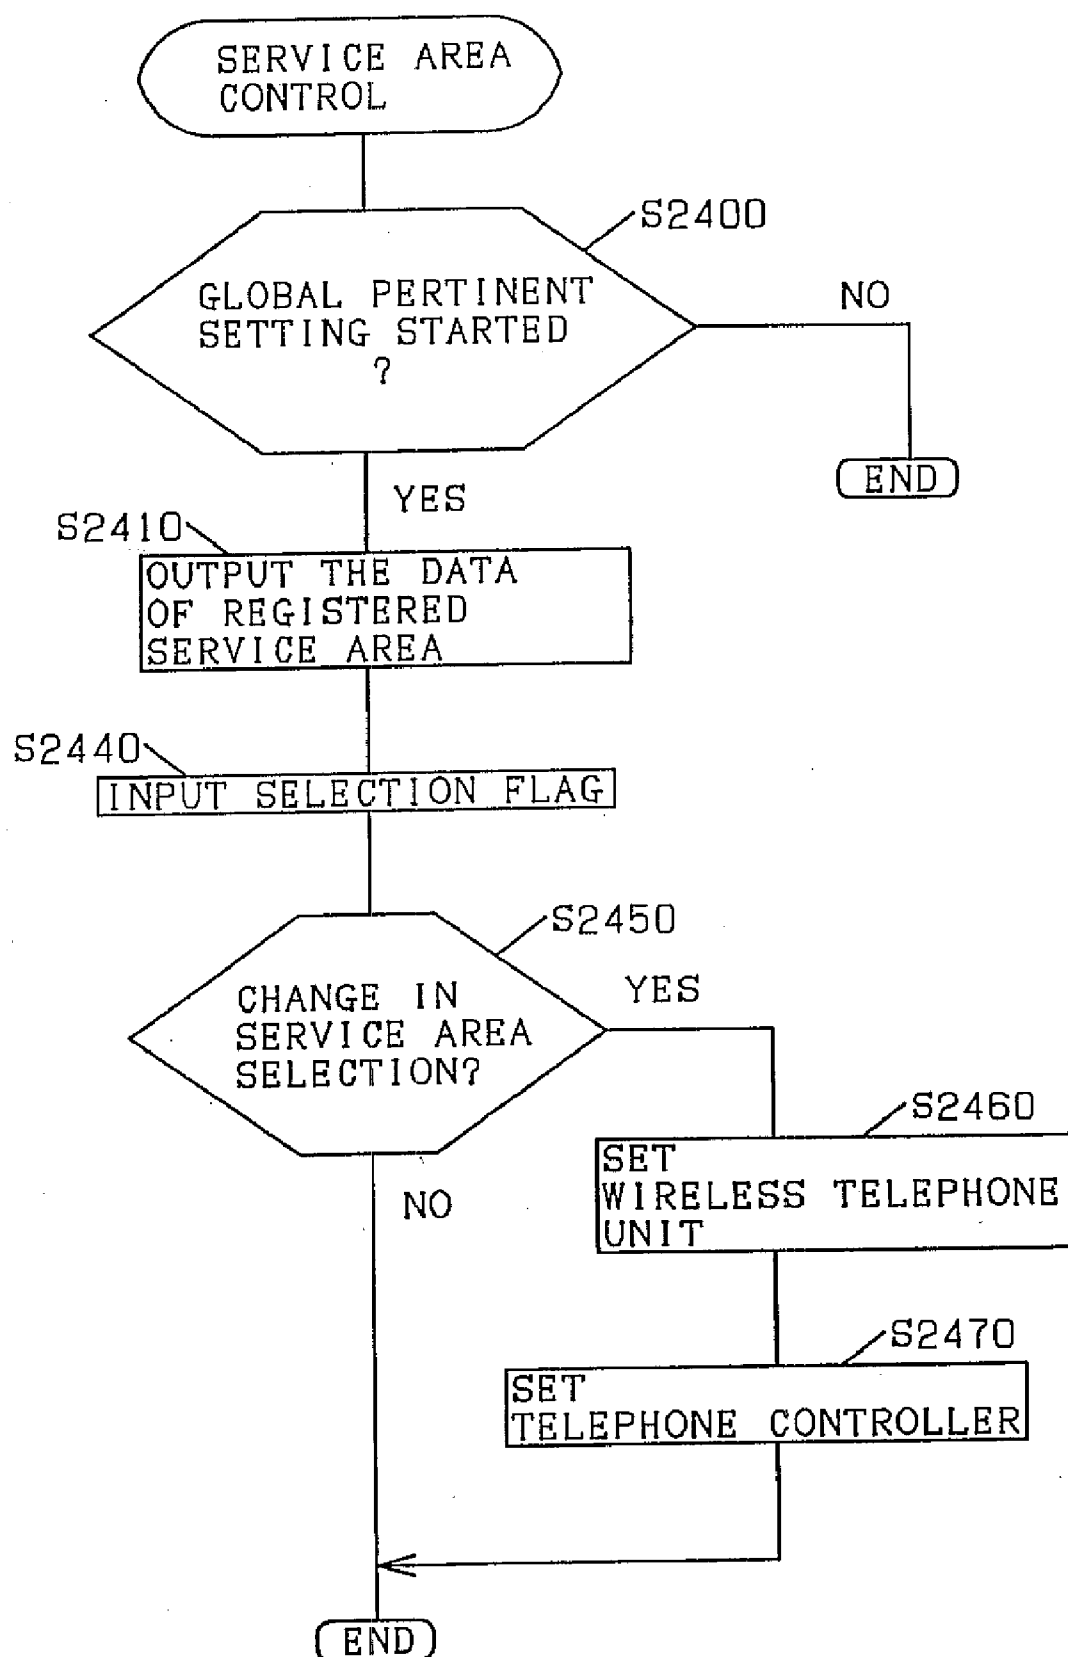 SERVICE AREA
CONTROL
S2400
GLOBAL PERTINENT
SETTING STARTED
?
NO
END
YES
S2410
OUTPUT THE DATA
OF REGISTERED
SERVICE AREA
S2440
INPUT SELECTION FLAG
S2450
CHANGE IN
SERVICE AREA
SELECTION?
YES
S2460
SET
WIRELESS TELEPHONE
UNIT
NO
S2470
SET
TELEPHONE CONTROLLER
END